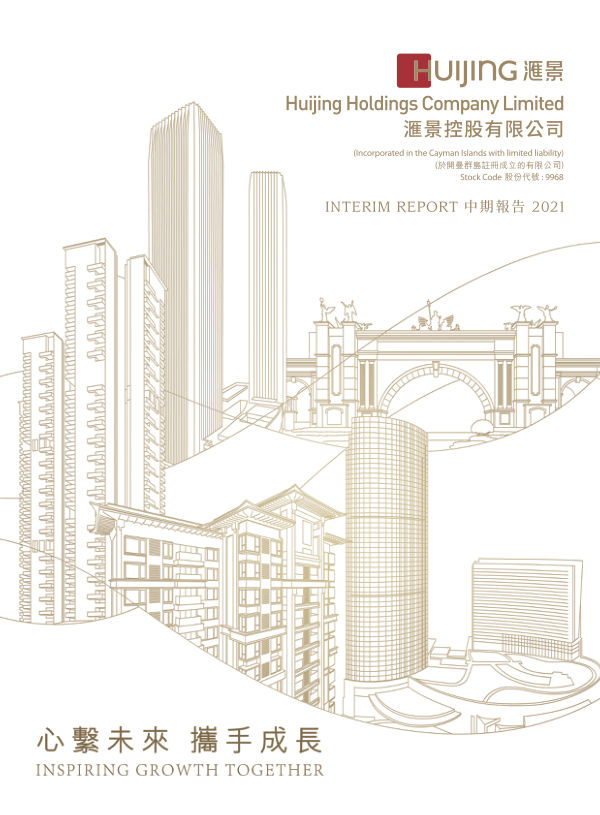 HUIJING 滙景
Huijing Holdings Company Limited
滙景控股有限公司
(Incorporated in the Cayman Islands with limited liability)
(於開曼群島註冊成立的有限公司)
Stock Code 股份代號 : 9968
INTERIM REPORT 中期報告 2021
心繫未來 攜手成長
INSPIRING GROWTH TOGETHER